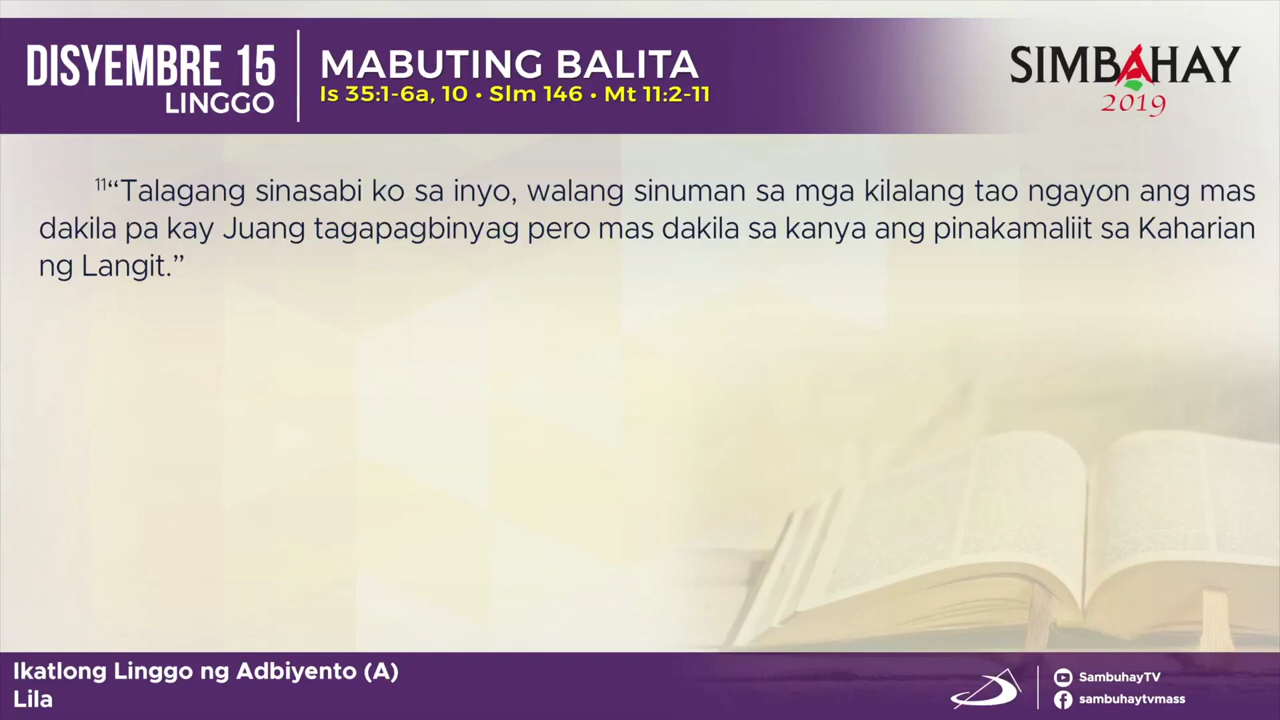 DISYEMBRE 15
LINGGO
MABUTING BALITA
Is 35:1-6a, 10 • Slm 146 • Mt 11:2-11
SIMBAHAY
2019
11“Talagang sinasabi ko sa inyo, walang sinuman sa mga kilalang tao ngayon ang mas
dakila pa kay Juang tagapagbinyag pero mas dakila sa kanya ang pinakamaliit sa Kaharian
ng Langit.”
Ikatlong Linggo ng Adbiyento (A)
Lila
SambuhayTV
sambuhaytvmass